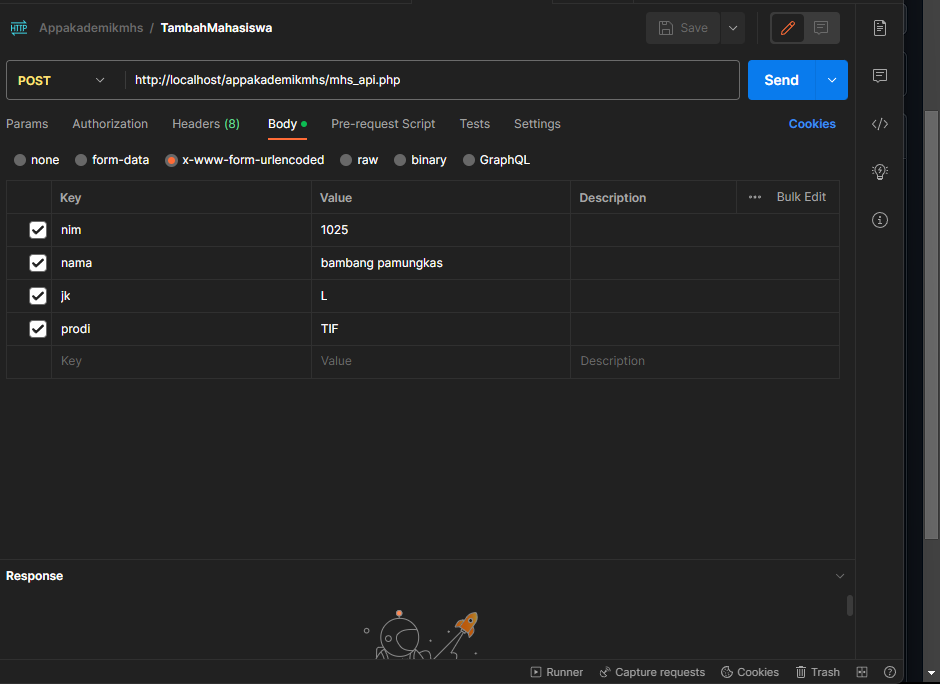 HTTP Appakademikmhs / TambahMahasiswa Save
POST http://localhost/appakademikmhs/mhs_api.php Send
Params Authorization Headers (8) Body Pre-request Script Tests Settings Cookies
none form-data x-www-form-urlencoded raw binary GraphQL
Key Value Description ••• Bulk Edit
nim 1025
nama bambang pamungkas
jk L
prodi TIF
Key Value Description
Response
Runner Capture requests Cookies Trash